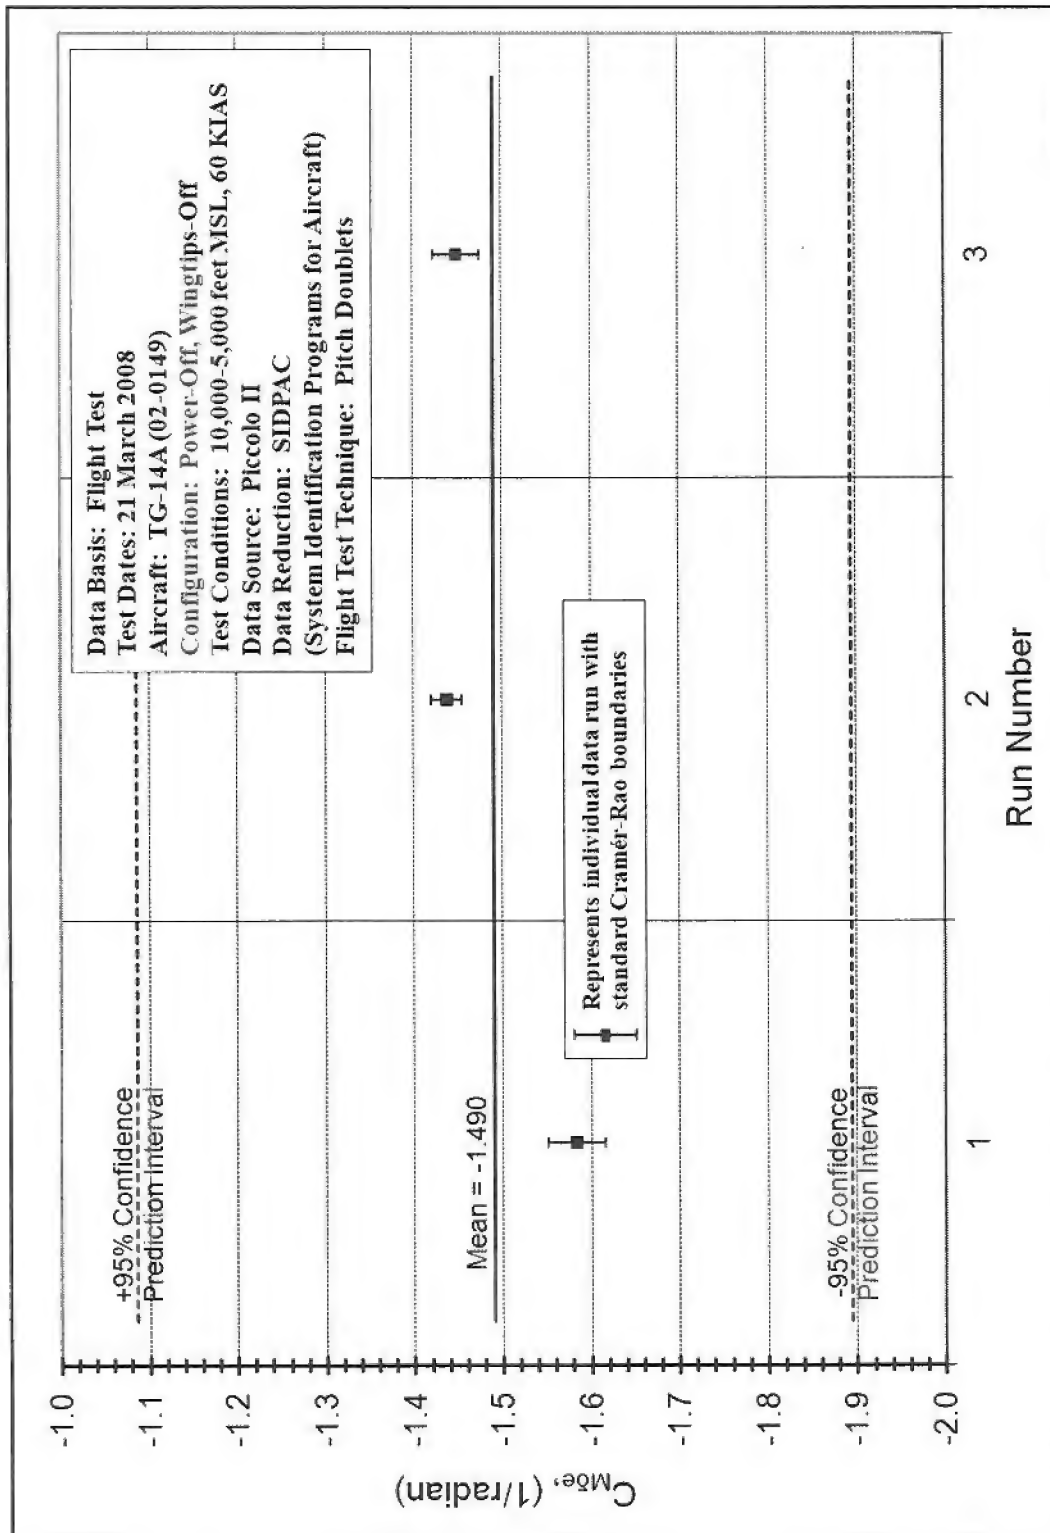 Data Basis: Flight Test
Test Dates: 21 March 2008
Aircraft: TG-14A (02-0149)
Configuration: Power-Off, Wingtips-Off
Test Conditions: 10,000-5,000 feet MSL, 60 KIAS
Data Source: Piccolo II
Data Reduction: SIDPAC
(System Identification Programs for Aircraft)
Flight Test Technique: Pitch Doublets
+95% Confidence
Prediction Interval
Mean = -1.490
Represents individual data run with
standard Cramér-Rao boundaries
-95% Confidence
Prediction Interval
-1.0
-1.1
-1.2
-1.3
-1.4
-1.5
-1.6
-1.7
-1.8
-1.9
-2.0
CMõe, (1/radian)
1
2
3
Run Number